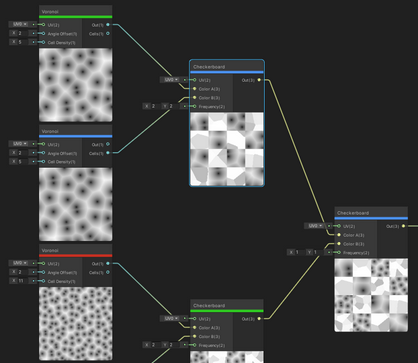 Voronoi
UV0
UV(2)
Out(1)
X 2
Angle Offset(1)
Cells(1)
X 5
Cell Density(1)
Voronoi
UV0
UV(2)
Out(1)
X 2
Angle Offset(1)
Cells(1)
X 5
Cell Density(1)
Voronoi
UV0
UV(2)
Out(1)
X 2
Angle Offset(1)
Cells(1)
X 11
Cell Density(1)
Checkerboard
UV0
UV(2)
Out(3)
Color A(3)
Color B(3)
X 2 Y 2
Frequency(2)
Checkerboard
UV0
UV(2)
Out(3)
Color A(3)
Color B(3)
X 2 Y 2
Frequency(2)
Checkerboard
UV0
UV(2)
Out(3)
Color A(3)
Color B(3)
X 1 Y 1
Frequency(2)